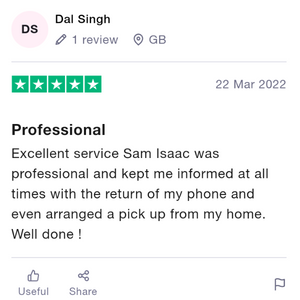 DS
Dal Singh
1 review
GB
22 Mar 2022
Professional
Excellent service Sam Isaac was
professional and kept me informed at all
times with the return of my phone and
even arranged a pick up from my home.
Well done !
Useful
Share